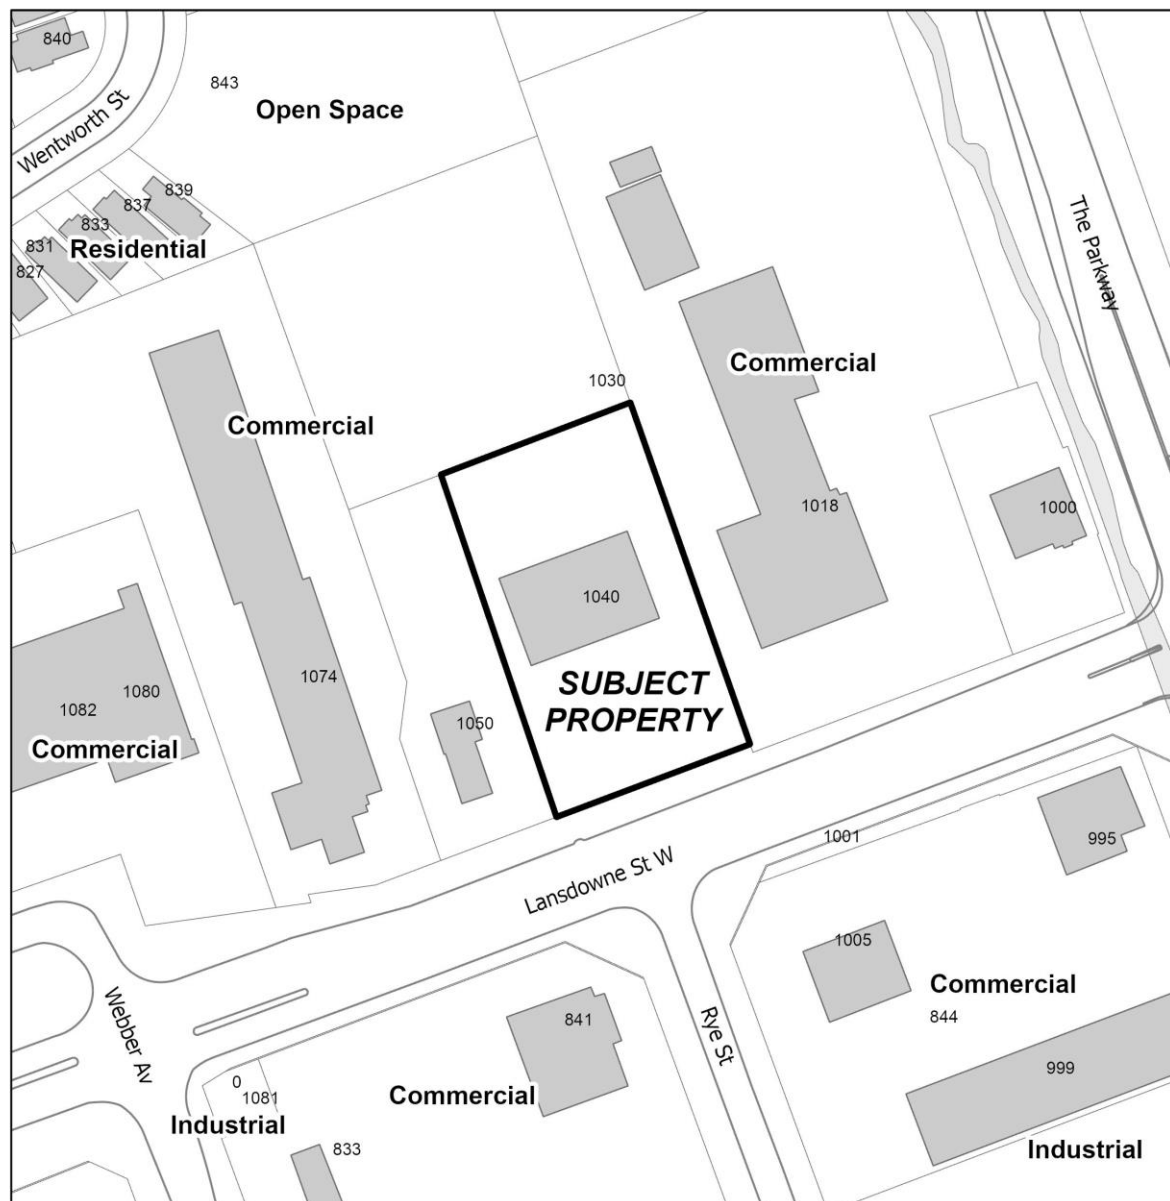 840
843
Open Space
Wentworth St
839
837
833
831
Residential
827
The Parkway
Commercial
1030
Commercial
1018
1000
1040
1074
SUBJECT
PROPERTY
1080
1082
1050
Commercial
1001
995
Lansdowne St W
1005
Commercial
844
841
Rye St
Webber Av
999
0
1081
Commercial
Industrial
833
Industrial